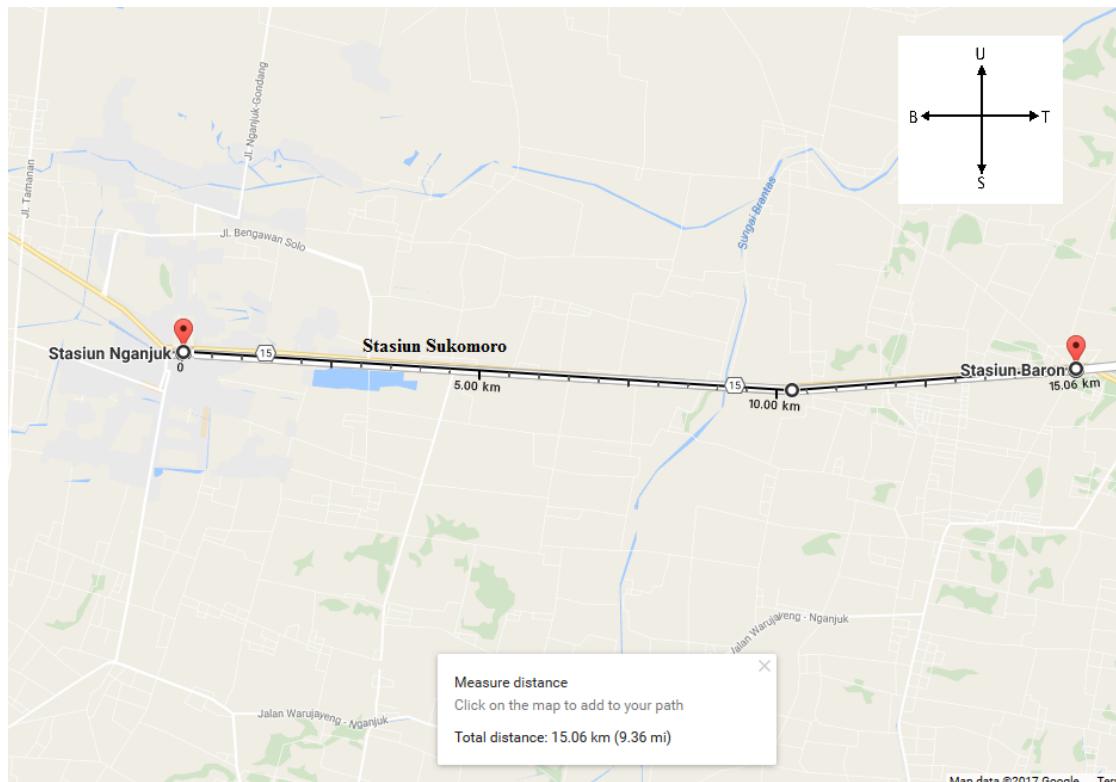 U
B T
S
Jl. Nganjuk-Gondang
Jl. Tamanan
Jl. Bengawan Solo
Sungai Brantas
Stasiun Nganjuk
0
15
Stasiun Sukomoro
5.00 km
15
10.00 km
Stasiun Baron
15.06 km
Jalan Warujayeng - Nganjuk
Jalan Warujayeng - Nganjuk
Measure distance
Click on the map to add to your path
Total distance: 15.06 km (9.36 mi)
Map data ©2017 Google Ter